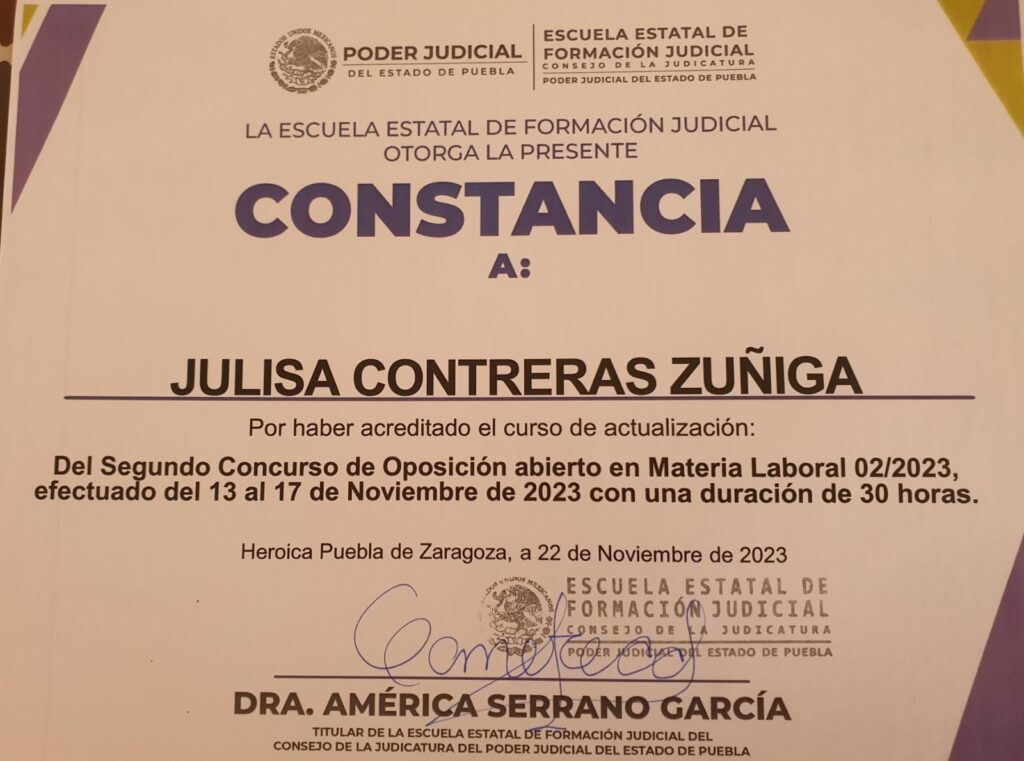 ESTADOS UNIDOS MEXICANOS
PODER JUDICIAL
DEL ESTADO DE PUEBLA
ESCUELA ESTATAL DE
FORMACIÓN JUDICIAL
CONSEJO DE LA JUDICATURA
PODER JUDICIAL DEL ESTADO DE PUEBLA
LA ESCUELA ESTATAL DE FORMACIÓN JUDICIAL
OTORGA LA PRESENTE
CONSTANCIA
A:
JULISA CONTRERAS ZUÑIGA
Por haber acreditado el curso de actualización:
Del Segundo Concurso de Oposición abierto en Materia Laboral 02/2023,
efectuado del 13 al 17 de Noviembre de 2023 con una duración de 30 horas.
Heroica Puebla de Zaragoza, a 22 de Noviembre de 2023
UNIDOS MEXICANOS
ESCUELA ESTATAL DE
FORMACIÓN JUDICIAL
CONSEJO DE LA JUDICATURA
PODER JUDICIAL DEL ESTADO DE PUEBLA
DRA. AMÉRICA SERRANO GARCÍA
TITULAR DE LA ESCUELA ESTATAL DE FORMACIÓN JUDICIAL DEL
CONSEJO DE LA JUDICATURA DEL PODER JUDICIAL DEL ESTADO DE PUEBLA